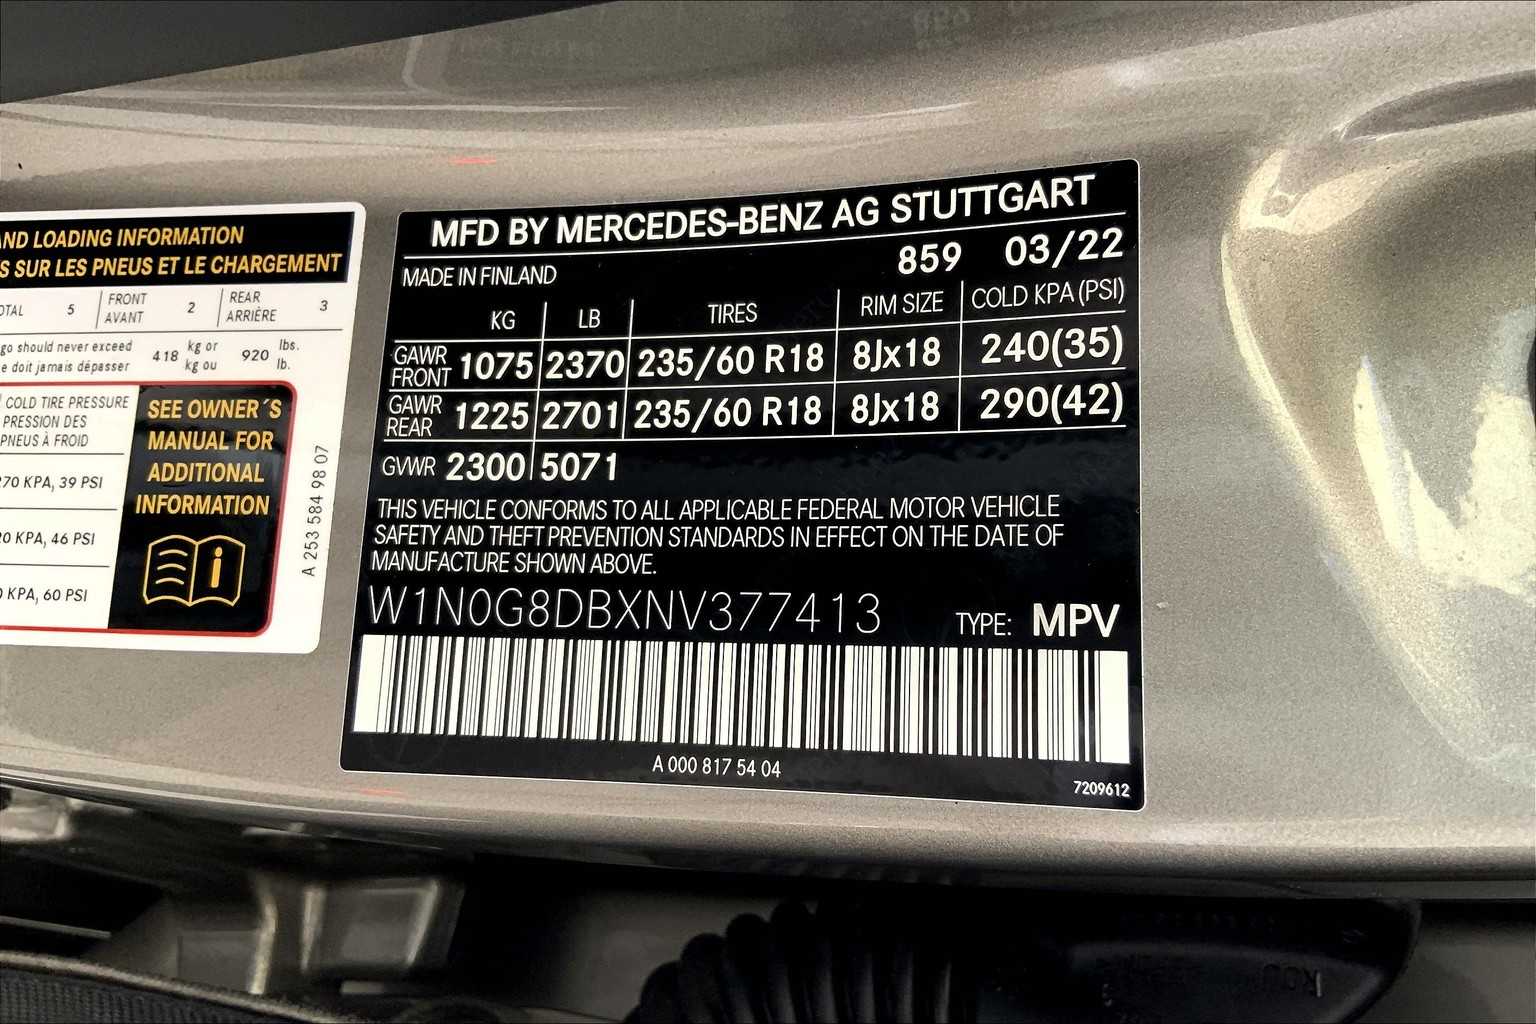 AND LOADING INFORMATION
SUR LES PNEUS ET LE CHARGEMENT
5 FRONT AVANT 2 REAR ARRIÈRE 3
should never exceed
doit jamais dépasser
418 kg or kg ou 920 lbs. lb.
COLD TIRE PRESSURE
PRESSION DES
PNEUS À FROID
KPA, 39 PSI
KPA, 46 PSI
KPA, 60 PSI
SEE OWNER´S
MANUAL FOR
ADDITIONAL
INFORMATION
A 253 584 98 07
MFD BY MERCEDES-BENZ AG STUTTGART
859 03/22
MADE IN FINLAND
KG LB TIRES RIM SIZE COLD KPA (PSI)
GAWR FRONT 1075 2370 235/60 R18 8Jx18 240(35)
GAWR REAR 1225 2701 235/60 R18 8Jx18 290(42)
GVWR 2300 5071
THIS VEHICLE CONFORMS TO ALL APPLICABLE FEDERAL MOTOR VEHICLE
SAFETY AND THEFT PREVENTION STANDARDS IN EFFECT ON THE DATE OF
MANUFACTURE SHOWN ABOVE.
W1N0G8DBXNV377413 TYPE: MPV
A 000 817 54 04
7209612